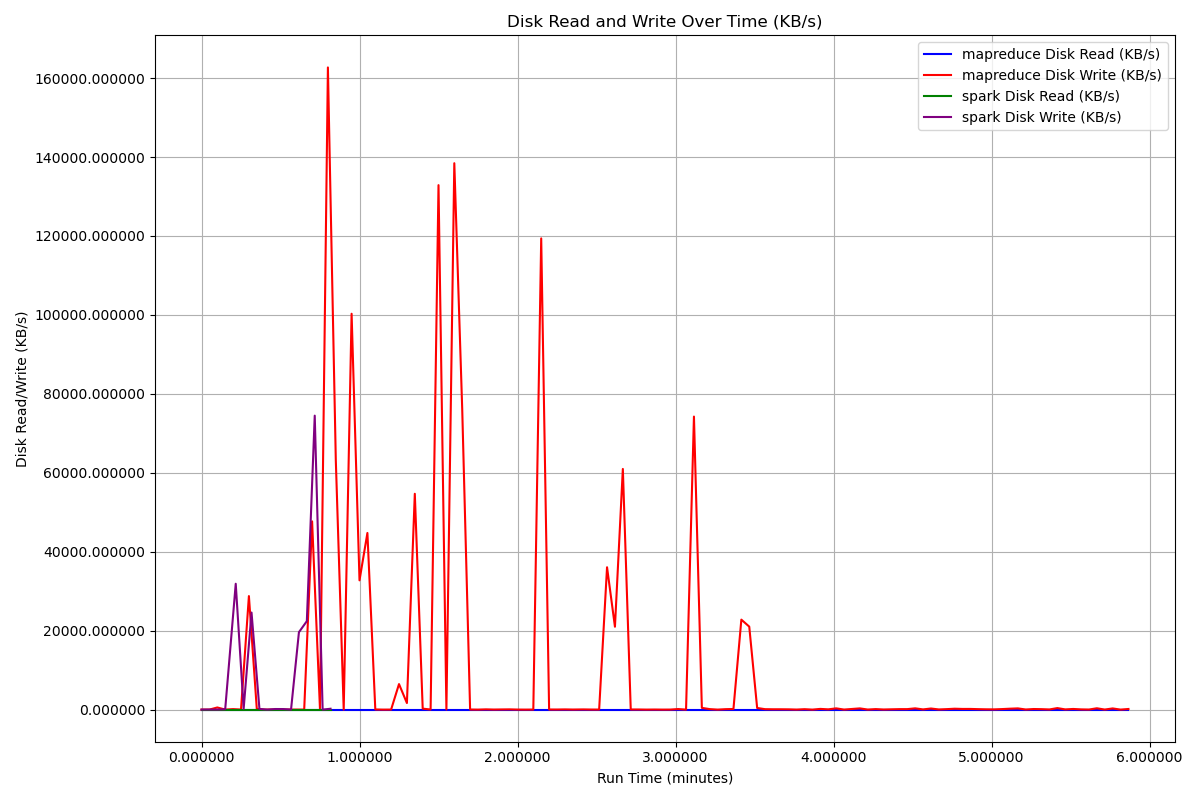 Disk Read and Write Over Time (KB/s)
mapreduce Disk Read (KB/s)
mapreduce Disk Write (KB/s)
spark Disk Read (KB/s)
spark Disk Write (KB/s)
160000.000000
140000.000000
120000.000000
100000.000000
80000.000000
60000.000000
40000.000000
20000.000000
0.000000
Disk Read/Write (KB/s)
0.000000 1.000000 2.000000 3.000000 4.000000 5.000000 6.000000
Run Time (minutes)